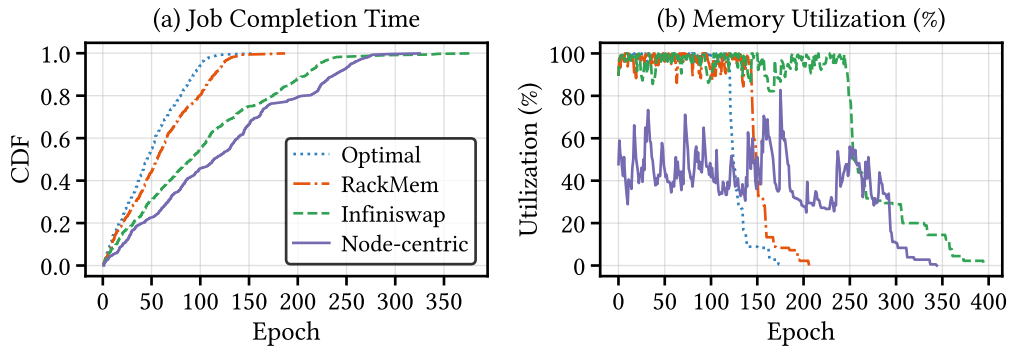 (a) Job Completion Time
CDF
1.0
0.8
0.6
0.4
0.2
0.0
Optimal
RackMem
Infiniswap
Node-centric
0 50 100 150 200 250 300 350
Epoch
(b) Memory Utilization (%)
Utilization (%)
100
80
60
40
20
0
0 50 100 150 200 250 300 350 400
Epoch